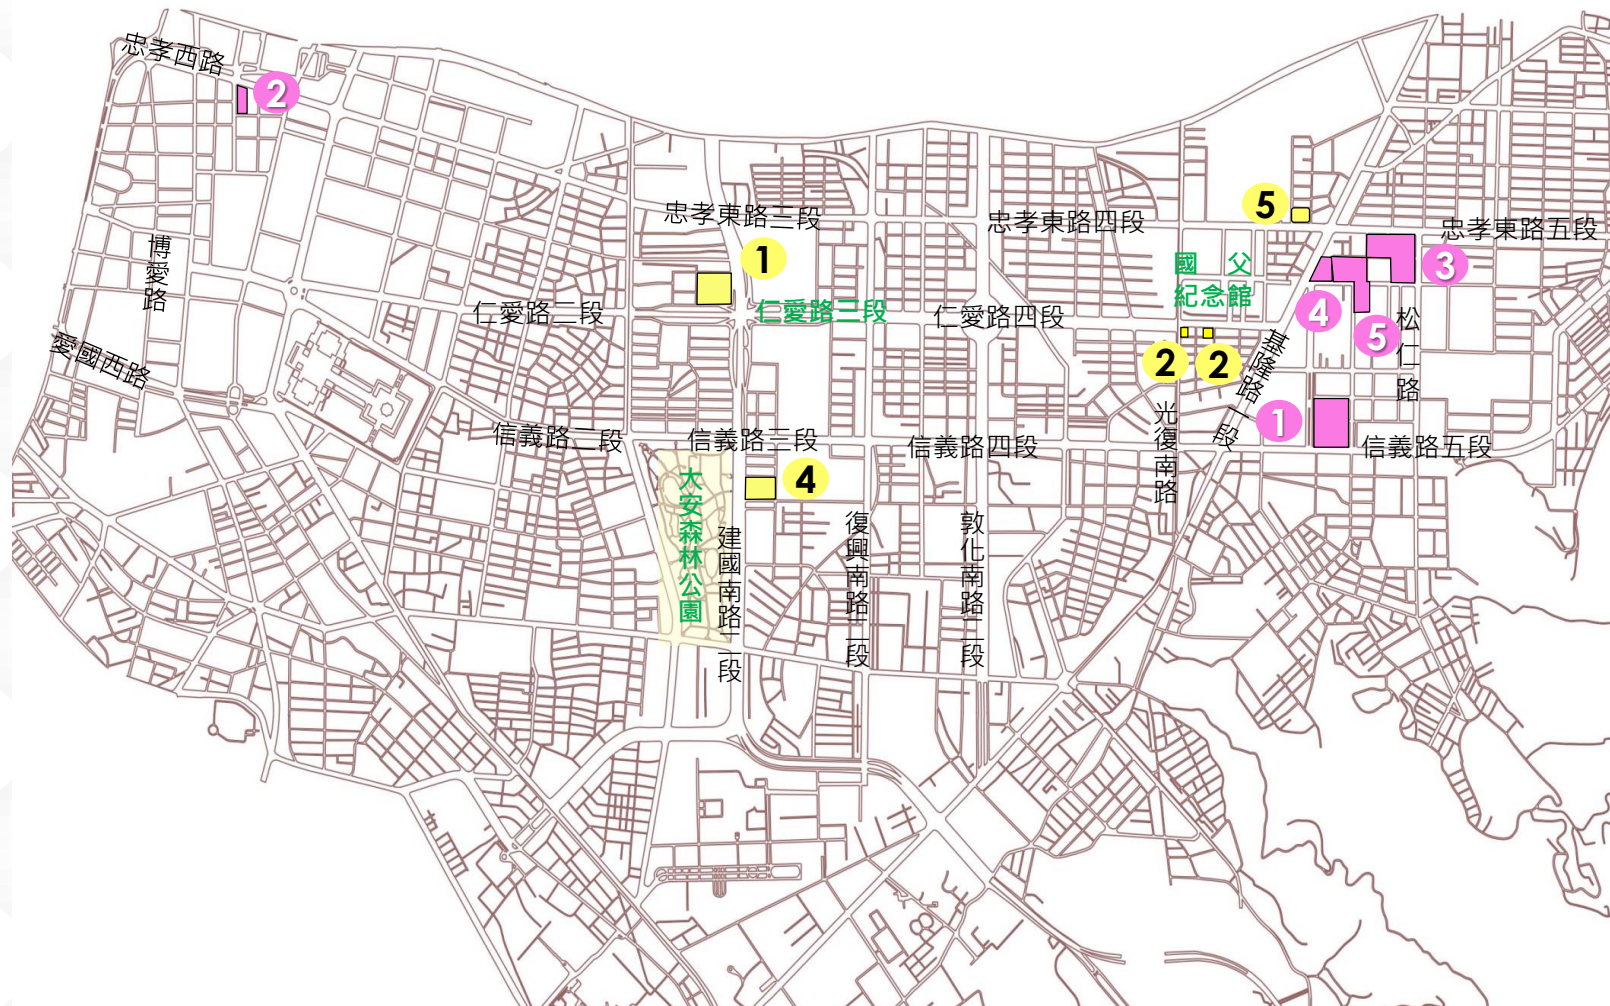 忠孝西路
2
博愛路
愛國西路
忠孝東路三段
1
仁愛路二段
仁愛路三段
仁愛路四段
忠孝東路四段
5
國父
紀念館
忠孝東路五段
3
4
5
松仁路
2
2
基隆路一段
1
光復南路
信義路二段
信義路三段
信義路四段
信義路五段
4
大安森林公園
建國南路二段
復興南路二段
敦化南路二段